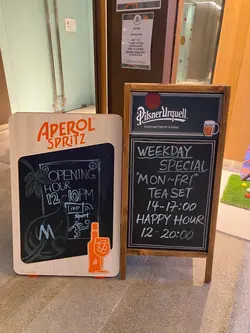 APEROL
SPRITZ
OPENING
HOUR
12 - 10PM
Pilsner Urquell
WEEKDAY
SPECIAL
MON~FRI
TEA SET
14-17:00
HAPPY HOUR
12-20:00